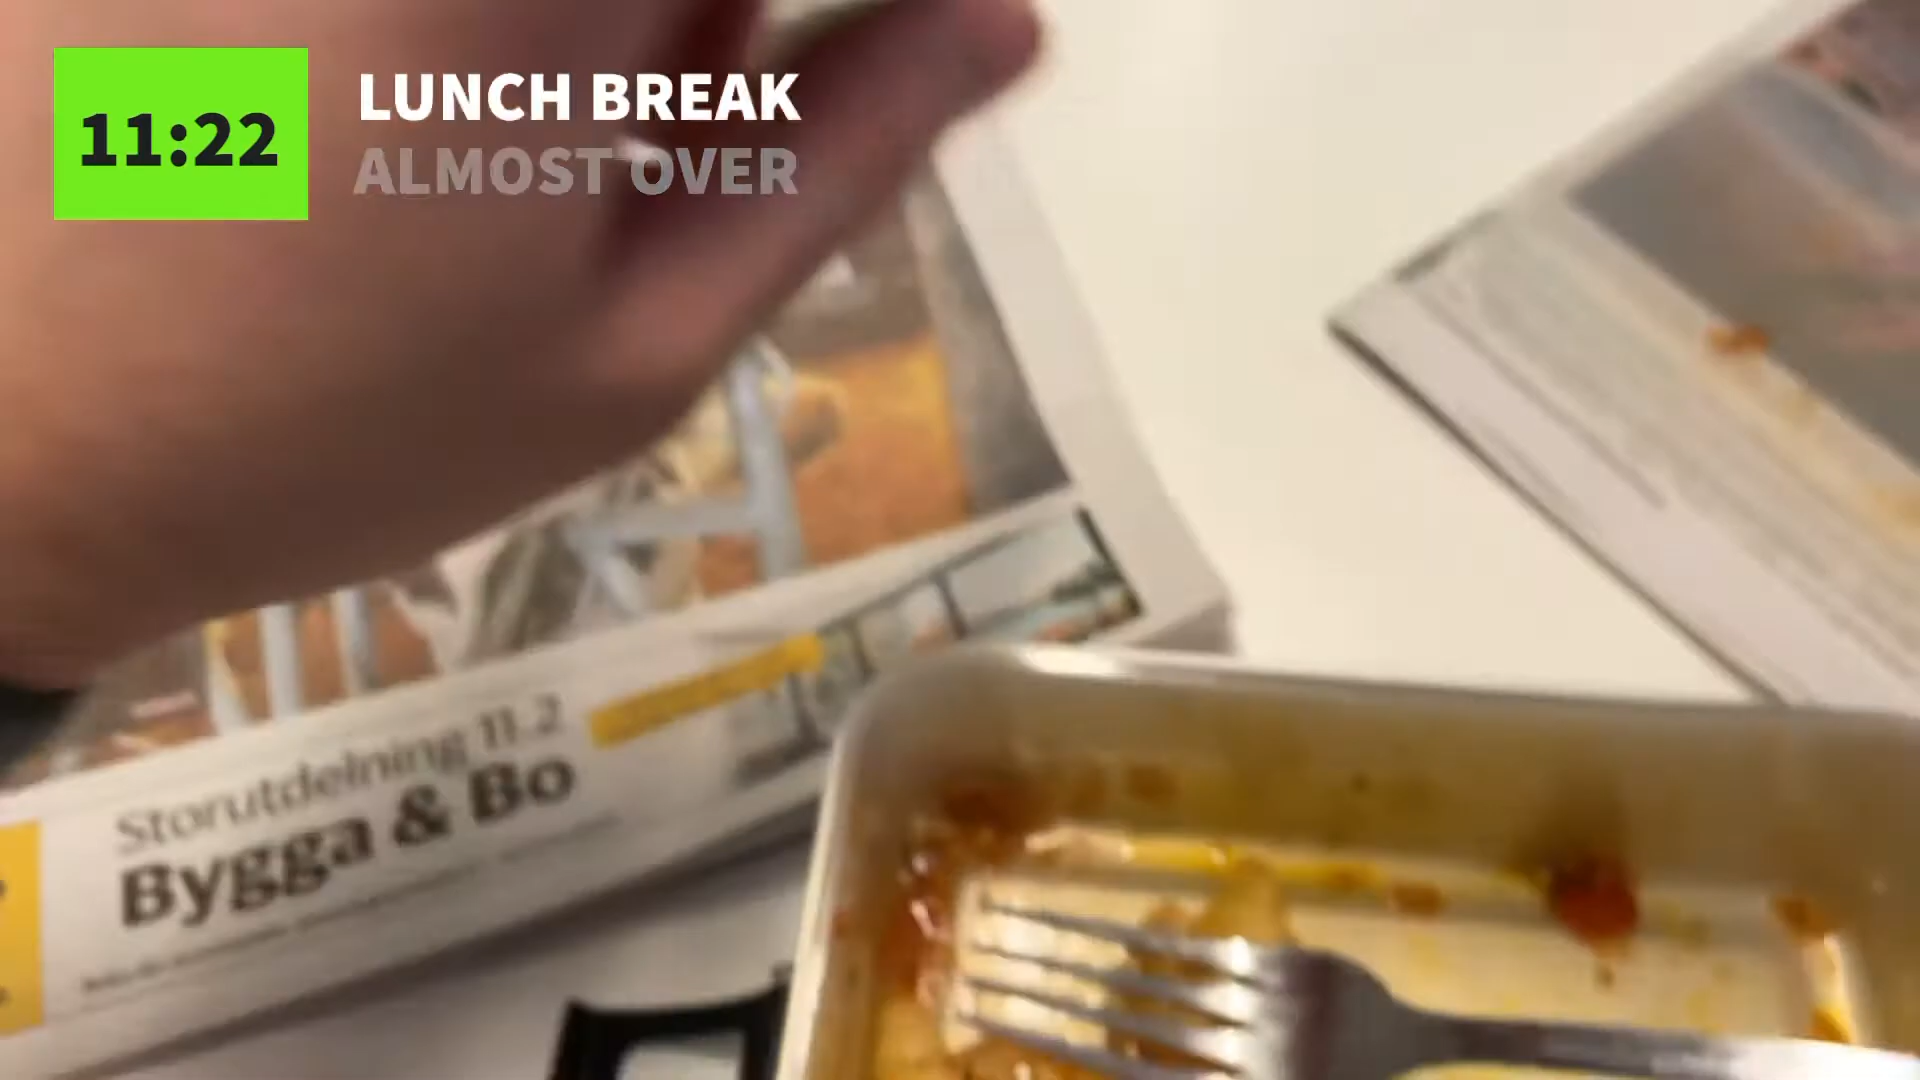 11:22
LUNCH BREAK
ALMOST OVER
Storutdelning 11.2
Bygga & Bo